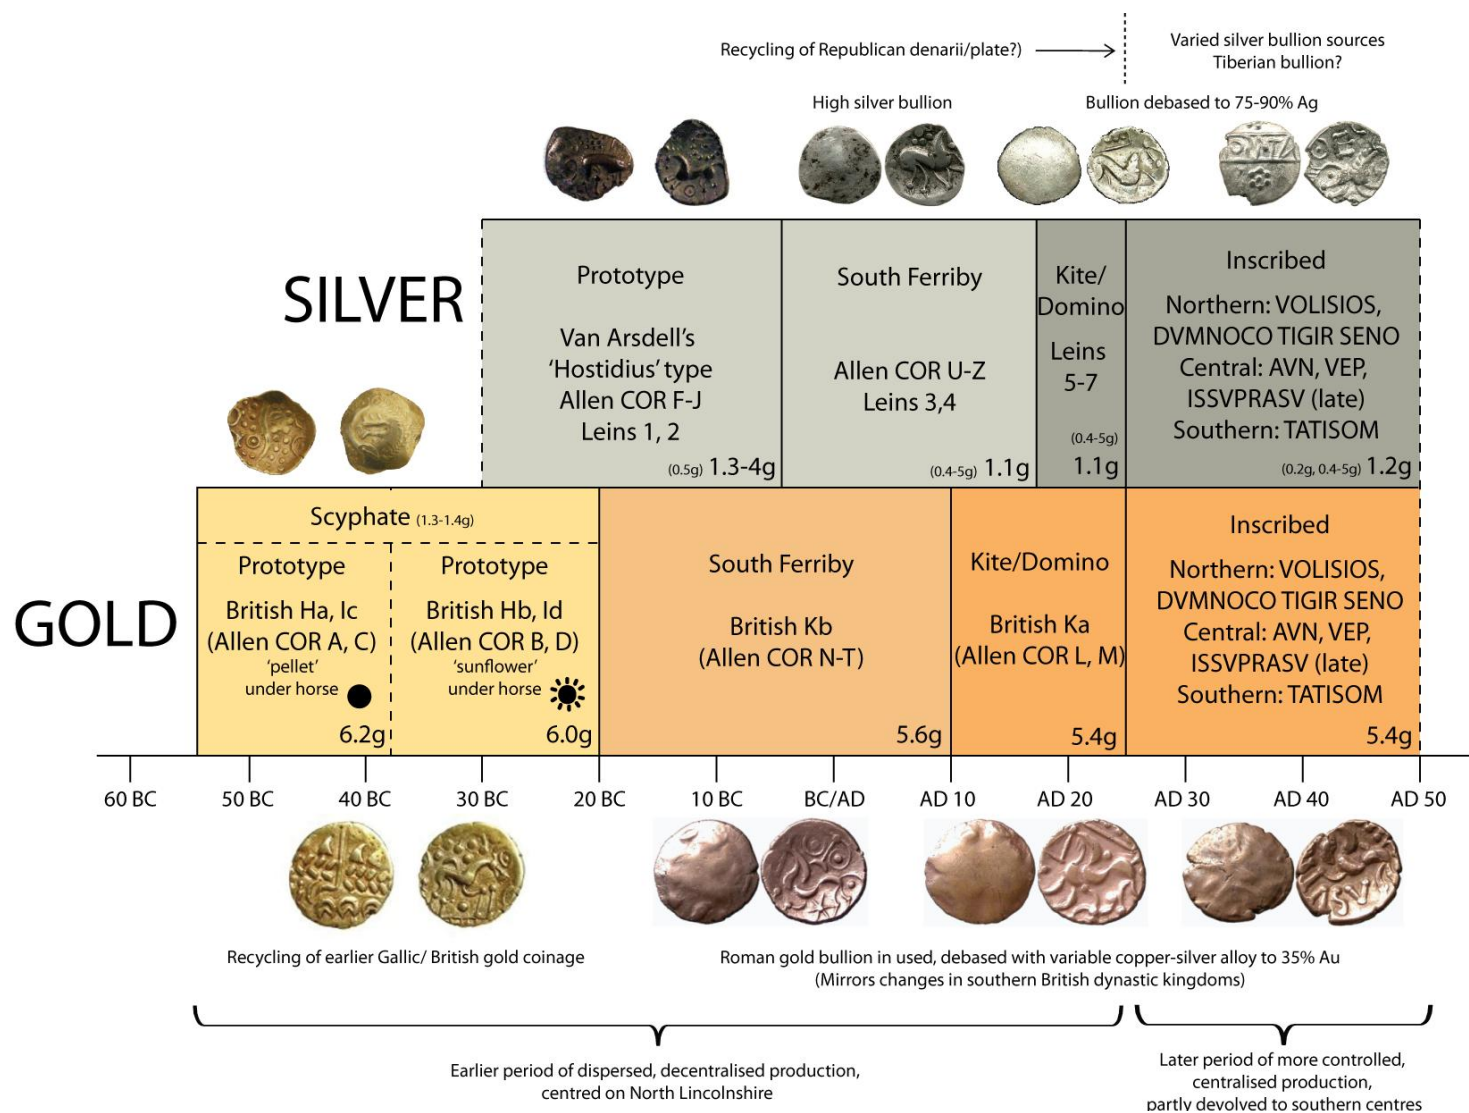 Recycling of Republican denarii/plate?)
Varied silver bullion sources
Tiberian bullion?
High silver bullion
Bullion debased to 75-90% Ag
SILVER
Prototype
Van Arsdell's
'Hostidius' type
Allen COR F-J
Leins 1, 2
(0.5g) 1.3-4g
South Ferriby
Allen COR U-Z
Leins 3,4
(0.4-5g) 1.1g
Kite/
Domino
Leins
5-7
(0.4-5g)
1.1g
Inscribed
Northern: VOLISIOS,
DVMNOCO TIGIR SENO
Central: AVN, VEP,
ISSVPRASV (late)
Southern: TATISOM
(0.2g, 0.4-5g) 1.2g
GOLD
Scyphate (1.3-1.4g)
Prototype
British Ha, Ic
(Allen COR A, C)
'pellet'
under horse
6.2g
Prototype
British Hb, Id
(Allen COR B, D)
'sunflower'
under horse
6.0g
South Ferriby
British Kb
(Allen COR N-T)
5.6g
Kite/Domino
British Ka
(Allen COR L, M)
5.4g
Inscribed
Northern: VOLISIOS,
DVMNOCO TIGIR SENO
Central: AVN, VEP,
ISSVPRASV (late)
Southern: TATISOM
5.4g
60 BC 50 BC 40 BC 30 BC 20 BC 10 BC BC/AD AD 10 AD 20 AD 30 AD 40 AD 50
Recycling of earlier Gallic/ British gold coinage
Roman gold bullion in used, debased with variable copper-silver alloy to 35% Au
(Mirrors changes in southern British dynastic kingdoms)
Earlier period of dispersed, decentralised production,
centred on North Lincolnshire
Later period of more controlled,
centralised production,
partly devolved to southern centres